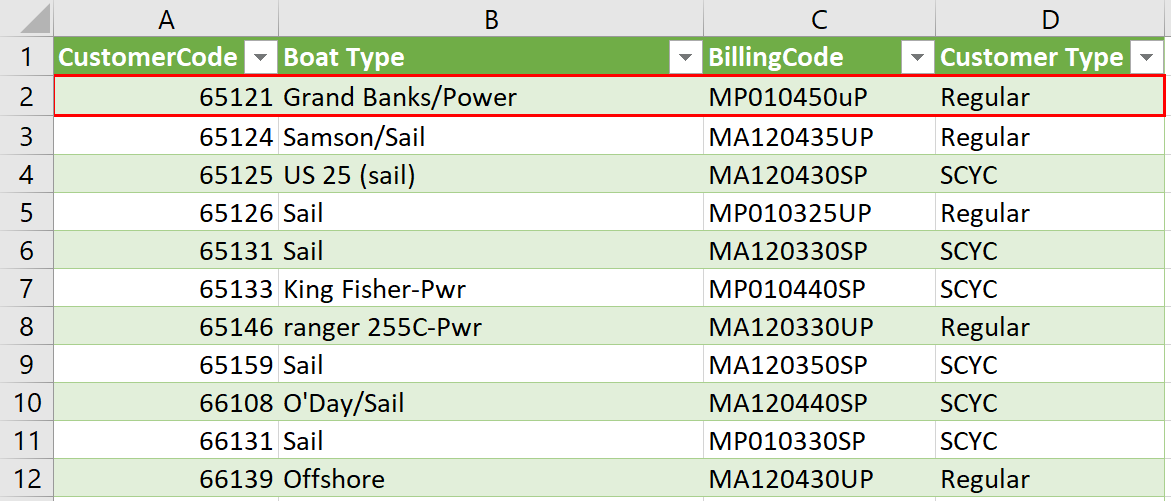 A B C D
1 CustomerCode Boat Type BillingCode Customer Type
2 65121 Grand Banks/Power MP010450uP Regular
3 65124 Samson/Sail MA120435UP Regular
4 65125 US 25 (sail) MA120430SP SCYC
5 65126 Sail MP010325UP Regular
6 65131 Sail MA120330SP SCYC
7 65133 King Fisher-Pwr MP010440SP SCYC
8 65146 ranger 255C-Pwr MA120330UP Regular
9 65159 Sail MA120350SP SCYC
10 66108 O'Day/Sail MA120440SP SCYC
11 66131 Sail MP010330SP SCYC
12 66139 Offshore MA120430UP Regular